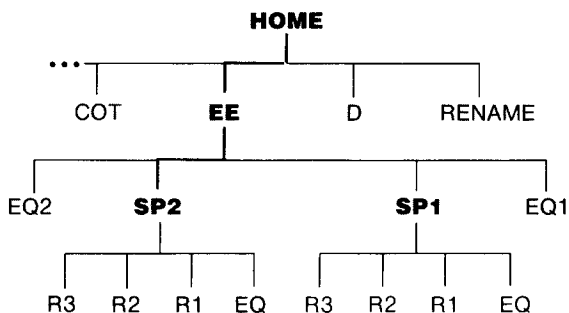 HOME
...
COT EE D RENAME
EQ2 SP2 SP1 EQ1
R3 R2 R1 EQ R3 R2 R1 EQ